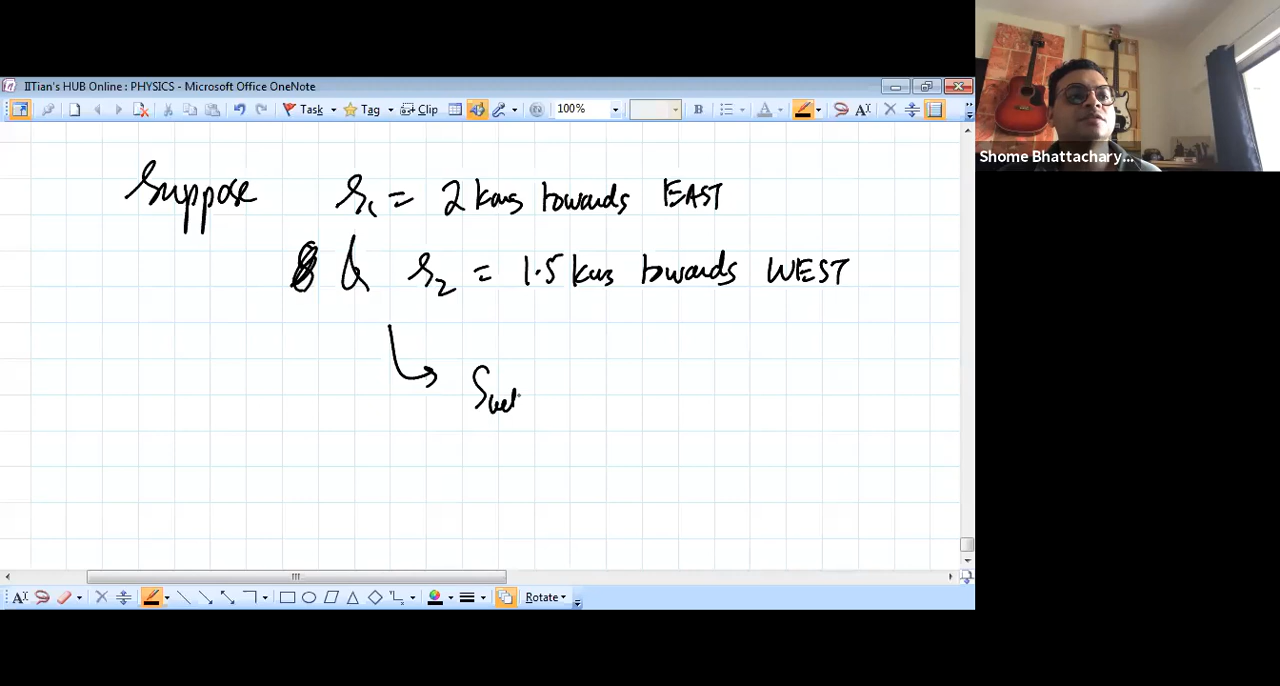 IITian's HUB Online : PHYSICS - Microsoft Office OneNote
Task Tag Clip 100% B A
Suppose S₁ = 2 kms towards EAST
& S₂ = 1.5 kms towards WEST
Snet
Rotate
Shome Bhattachary...